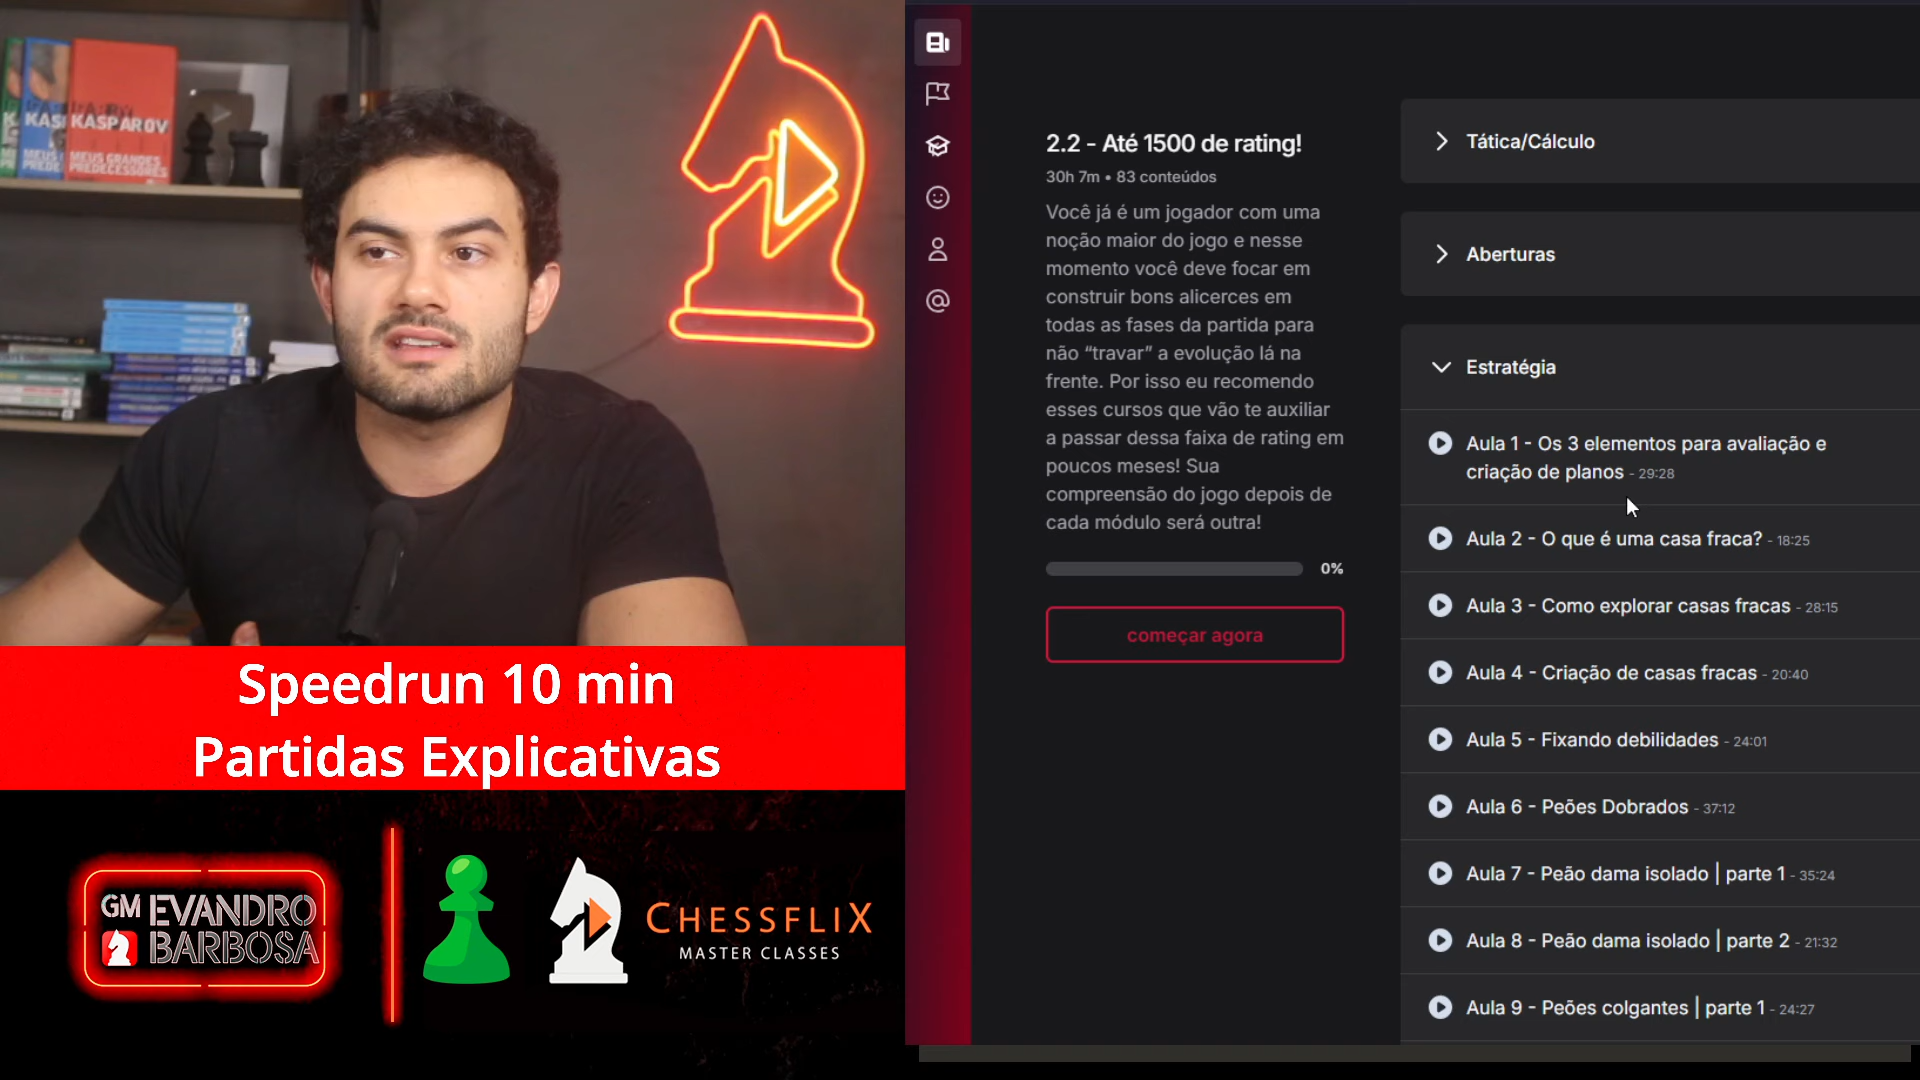 KASPAROV
MEUS GRANDES
PREDECESSORES
Speedrun 10 min
Partidas Explicativas
GM EVANDRO
BARBOSA
CHESSFLIX
MASTER CLASSES
2.2 - Até 1500 de rating!
30h 7m • 83 conteúdos
Você já é um jogador com uma
noção maior do jogo e nesse
momento você deve focar em
construir bons alicerces em
todas as fases da partida para
não “travar” a evolução lá na
frente. Por isso eu recomendo
esses cursos que vão te auxiliar
a passar dessa faixa de rating em
poucos meses! Sua
compreensão do jogo depois de
cada módulo será outra!
0%
começar agora
Tática/Cálculo
Aberturas
Estratégia
Aula 1 - Os 3 elementos para avaliação e
criação de planos - 29:28
Aula 2 - O que é uma casa fraca? - 18:25
Aula 3 - Como explorar casas fracas - 28:15
Aula 4 - Criação de casas fracas - 20:40
Aula 5 - Fixando debilidades - 24:01
Aula 6 - Peões Dobrados - 37:12
Aula 7 - Peão dama isolado | parte 1 - 35:24
Aula 8 - Peão dama isolado | parte 2 - 21:32
Aula 9 - Peões colgantes | parte 1 - 24:27